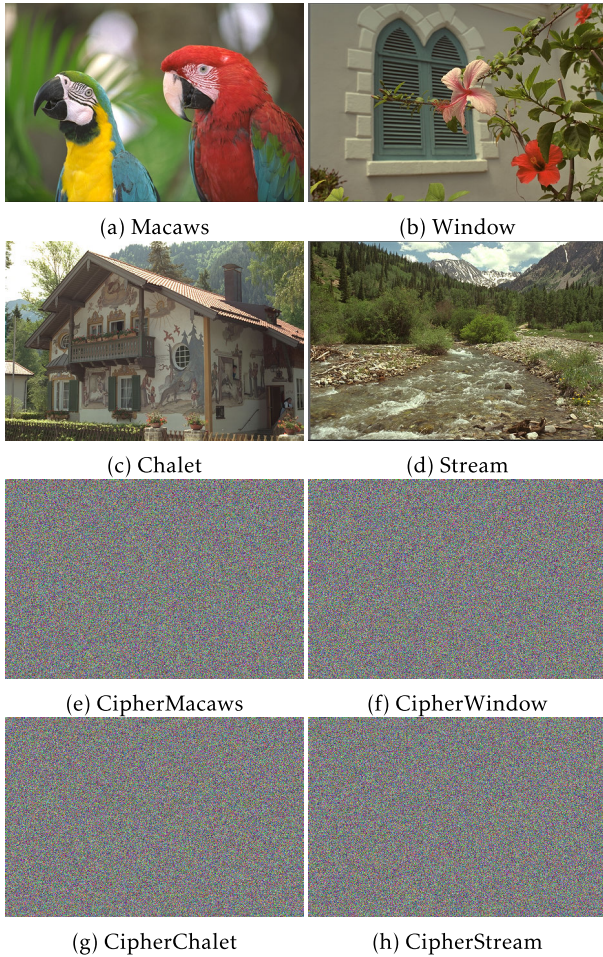 (a) Macaws
(b) Window
(c) Chalet
(d) Stream
(e) CipherMacaws
(f) CipherWindow
(g) CipherChalet
(h) CipherStream